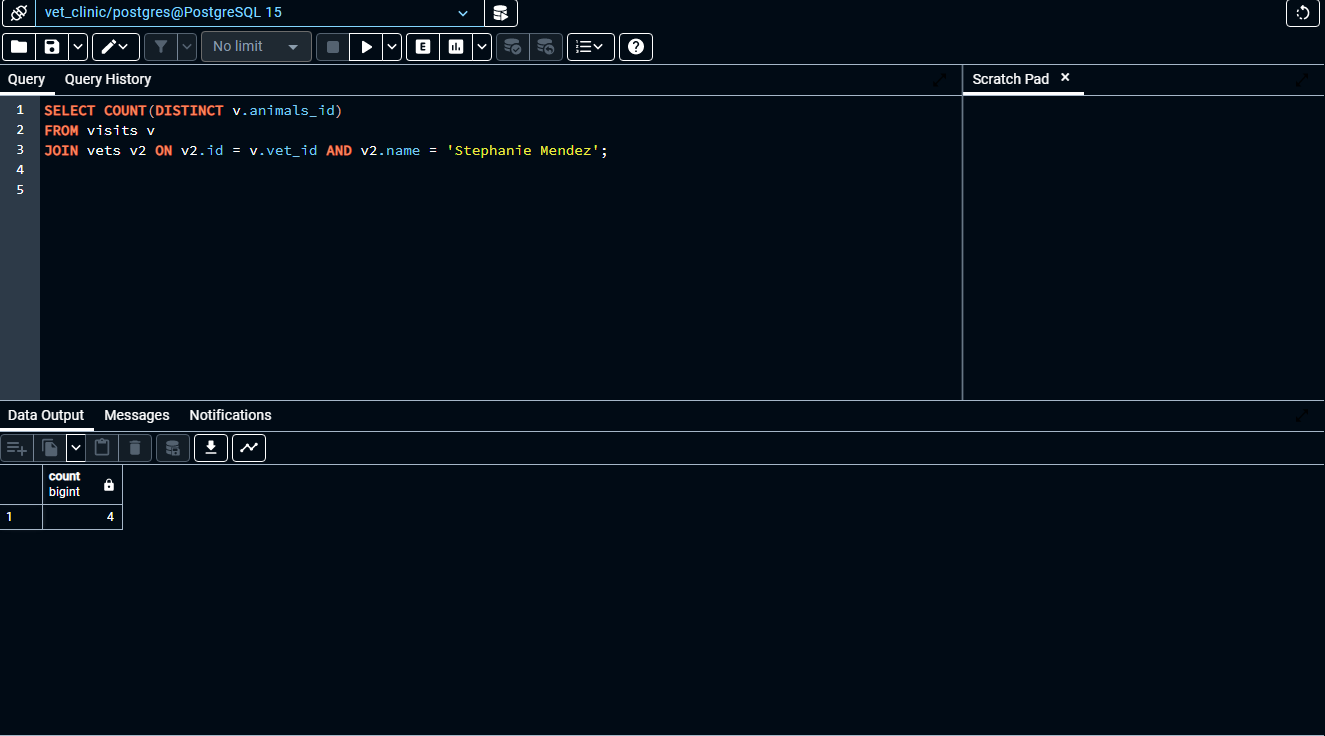 vet_clinic/postgres@PostgreSQL 15
No limit
E
?
Query Query History
Scratch Pad ×
1 SELECT COUNT(DISTINCT v.animals_id)
2 FROM visits v
3 JOIN vets v2 ON v2.id = v.vet_id AND v2.name = 'Stephanie Mendez';
4
5
Data Output Messages Notifications
count
bigint
1 4